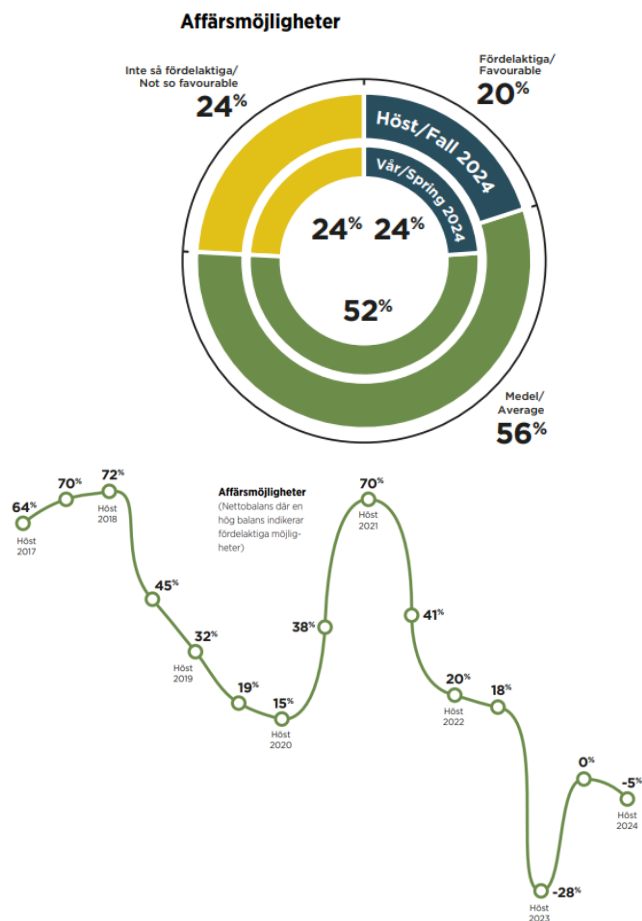 Affärsmöjligheter
Inte så fördelaktiga/
Not so favourable
24%
Fördelaktiga/
Favourable
20%
Höst/Fall 2024
Vår/Spring 2024
24% 24%
52%
Medel/
Average
56%
Affärsmöjligheter
(Nettobalans där en
hög balans indikerar
fördelaktiga möjlig-
heter)
64%
Höst
2017
70%
72%
Höst
2018
45%
32%
Höst
2019
19%
15%
Höst
2020
38%
70%
Höst
2021
41%
20%
Höst
2022
18%
-28%
Höst
2023
0%
-5%
Höst
2024